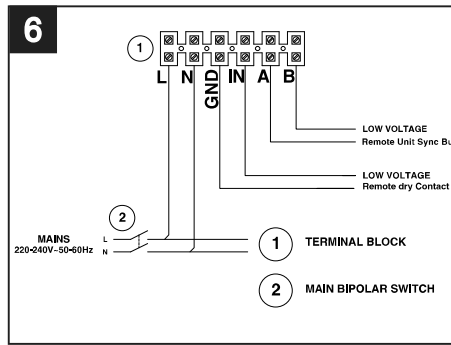 6
1
L N GND IN A B
LOW VOLTAGE
Remote Unit Sync Bu
LOW VOLTAGE
Remote dry Contact
2
MAINS
220-240V~50-60Hz
L
N
1 TERMINAL BLOCK
2 MAIN BIPOLAR SWITCH